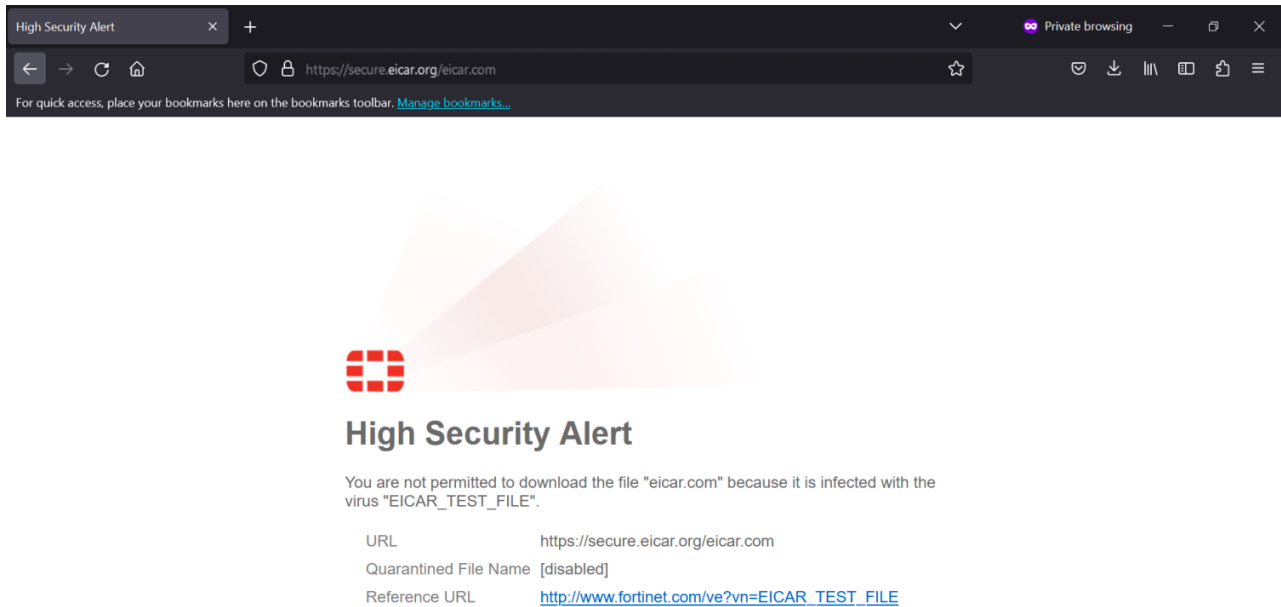 High Security Alert
Private browsing
https://secure.eicar.org/eicar.com
For quick access, place your bookmarks here on the bookmarks toolbar. Manage bookmarks...
High Security Alert
You are not permitted to download the file "eicar.com" because it is infected with the
virus "EICAR_TEST_FILE".
URL https://secure.eicar.org/eicar.com
Quarantined File Name [disabled]
Reference URL http://www.fortinet.com/ve?vn=EICAR_TEST_FILE